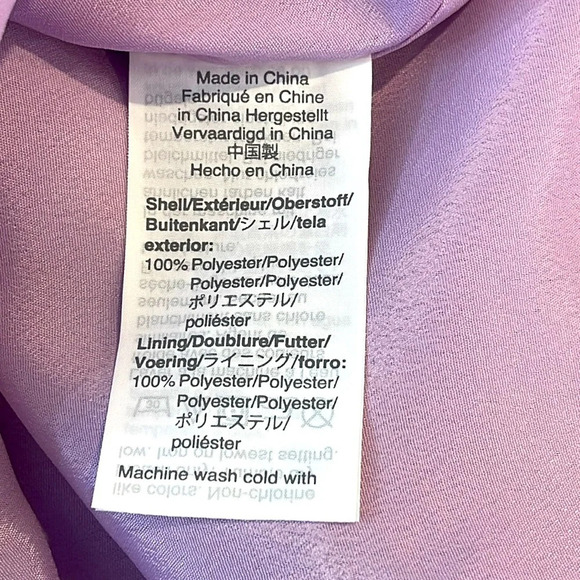 Made in China
Fabriqué en Chine
in China Hergestellt
Vervaardigd in China
中国製
Hecho en China
Shell/Extérieur/Oberstoff/
Buitenkant/シェル/tela
exterior:
100% Polyester/Polyester/
Polyester/Polyester/
ポリエステル/
poliéster
Lining/Doublure/Futter/
Voering/ライニング/forro:
100% Polyester/Polyester/
Polyester/Polyester/
ポリエステル/
poliéster
Machine wash cold with